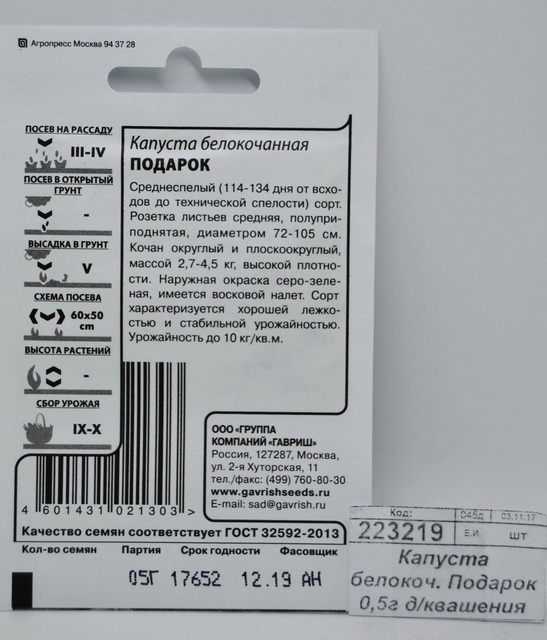 Агропресс Москва 94 37 28
ПОСЕВ НА РАССАДУ
III-IV
ПОСЕВ В ОТКРЫТЫЙ
ГРУНТ
-
ВЫСАДКА В ГРУНТ
V
СХЕМА ПОСЕВА
60x50
cm
ВЫСОТА РАСТЕНИЙ
-
СБОР УРОЖАЯ
IX-X
Капуста белокочанная
ПОДАРОК
Среднеспелый (114-134 дня от всхо-
дов до технической спелости) сорт.
Розетка листьев средняя, полупри-
поднятая, диаметром 72-105 см.
Кочан округлый и плоскоокруглый,
массой 2,7-4,5 кг, высокой плотно-
сти. Наружная окраска серо-зеле-
ная, имеется восковой налет. Сорт
характеризуется хорошей лежко-
стью и стабильной урожайностью.
Урожайность до 10 кг/кв.м.
ООО «ГРУППА
КОМПАНИЙ «ГАВРИШ»
Россия, 127287, Москва,
ул. 2-я Хуторская, 11
тел./факс: (499) 760-80-30
www.gavrishseeds.ru
E-mail: sad@gavrish.ru
4 601431 021303 >
Качество семян соответствует ГОСТ 32592-2013
Кол-во семян Партия Срок годности Фасовщик
05Г 17652 12.19 АН
Код: 045д 03.11.17
223219 Е.И. шт
Капуста
белокоч. Подарок
0,5г д/квашения